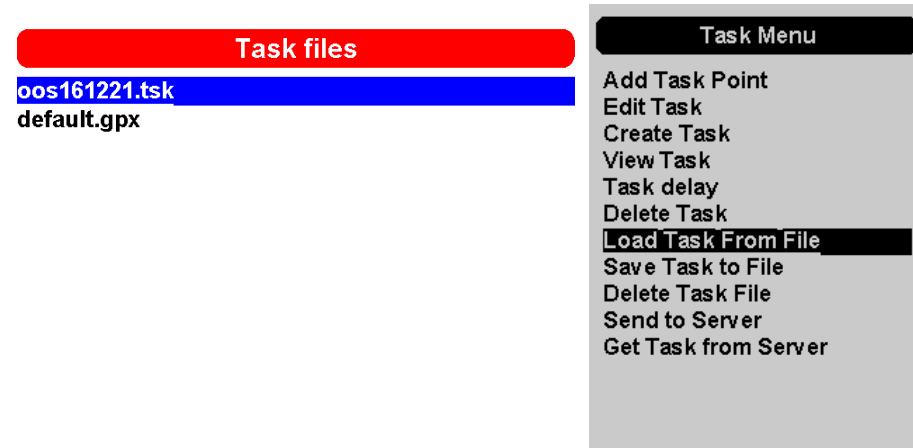 Task files
oos161221.tsk
default.gpx
Task Menu
Add Task Point
Edit Task
Create Task
View Task
Task delay
Delete Task
Load Task From File
Save Task to File
Delete Task File
Send to Server
Get Task from Server